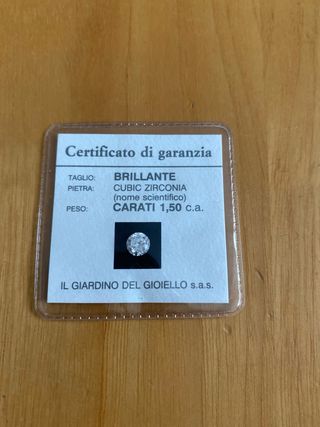 Certificato di garanzia
TAGLIO: BRILLANTE
PIETRA: CUBIC ZIRCONIA
(nome scientifico)
PESO: CARATI 1,50 c.a.
IL GIARDINO DEL GIOIELLO s.a.s.